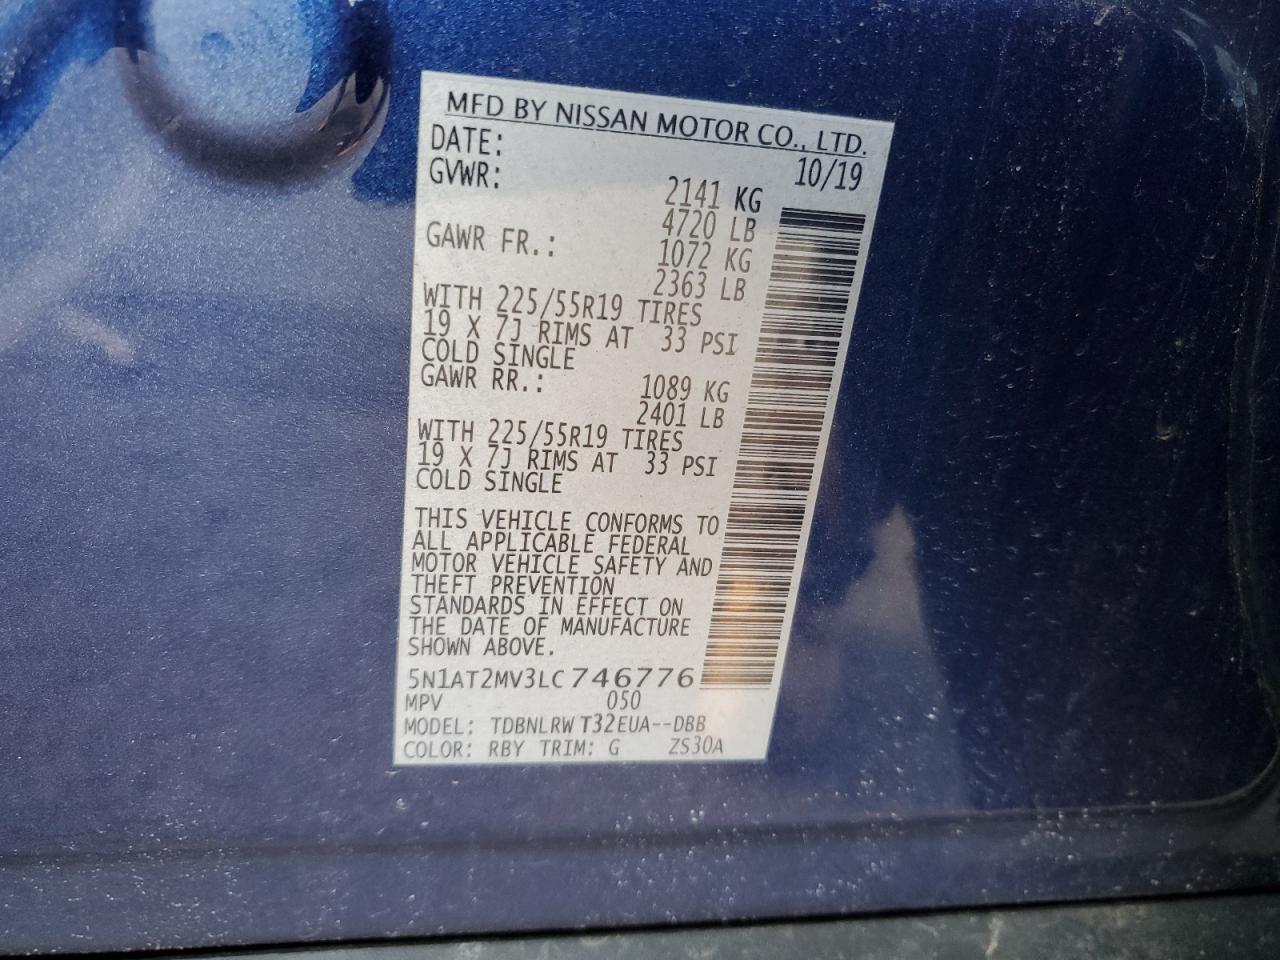 MFD BY NISSAN MOTOR CO., LTD.
DATE: 10/19
GVWR: 2141 KG
4720 LB
GAWR FR.: 1072 KG
2363 LB
WITH 225/55R19 TIRES
19 X 7J RIMS AT 33 PSI
COLD SINGLE
GAWR RR.: 1089 KG
2401 LB
WITH 225/55R19 TIRES
19 X 7J RIMS AT 33 PSI
COLD SINGLE
THIS VEHICLE CONFORMS TO
ALL APPLICABLE FEDERAL
MOTOR VEHICLE SAFETY AND
THEFT PREVENTION
STANDARDS IN EFFECT ON
THE DATE OF MANUFACTURE
SHOWN ABOVE.
5N1AT2MV3LC746776
MPV 050
MODEL: TDBNLRW T32EUA--DBB
COLOR: RBY TRIM: G ZS30A